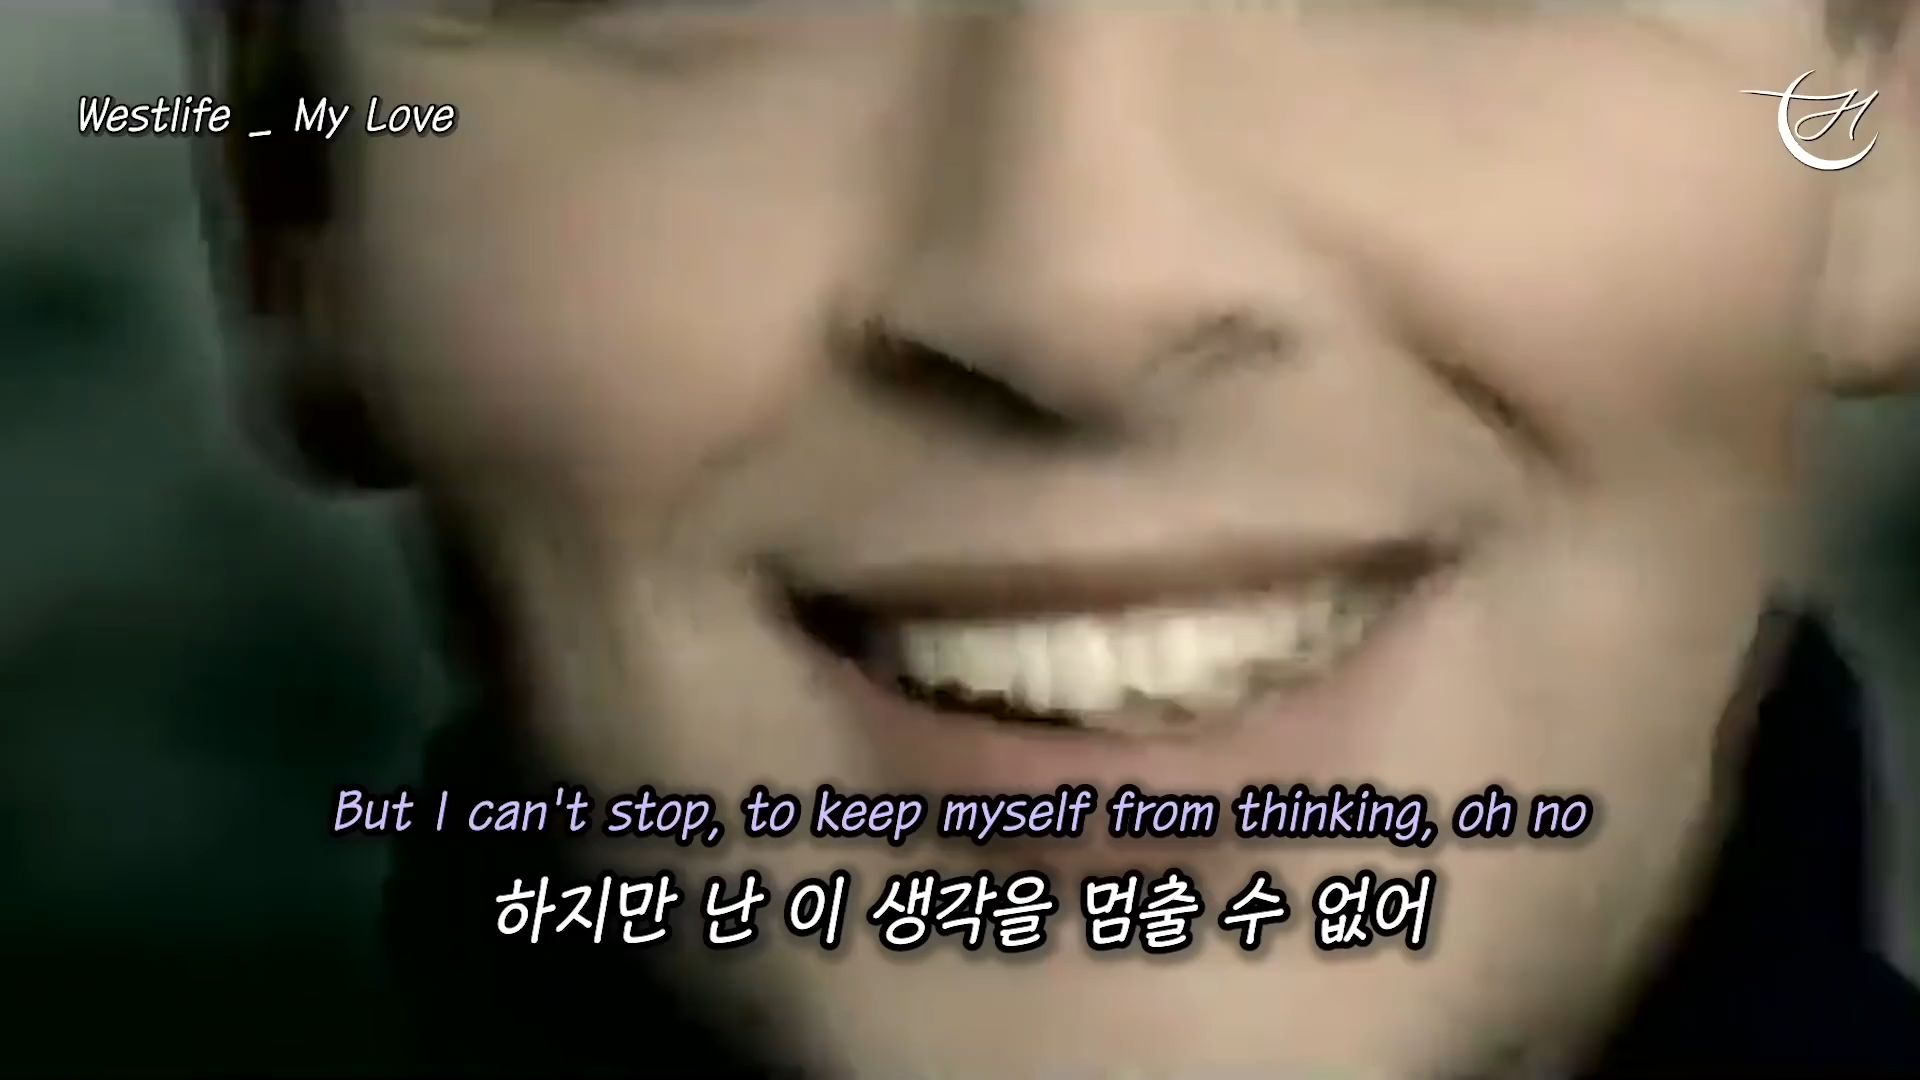 Westlife _ My Love
But I can't stop, to keep myself from thinking, oh no
하지만 난 이 생각을 멈출 수 없어